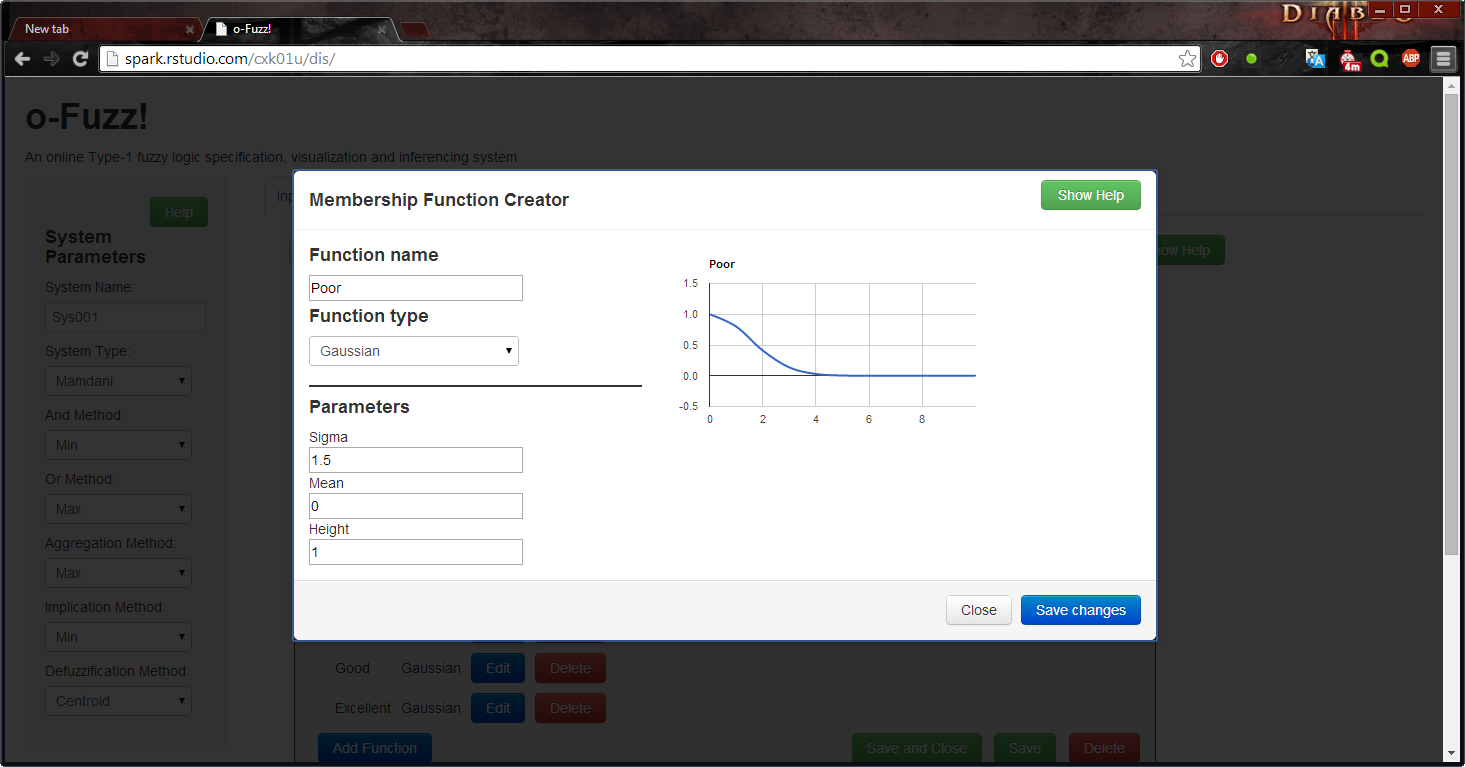 DIABLO
New tab
o-Fuzz!
spark.rstudio.com/cxk01u/dis/
4m
ABP
o-Fuzz!
An online Type-1 fuzzy logic specification, visualization and inferencing system
Help
System
Parameters
System Name:
Sys001
System Type:
Mamdani
And Method:
Min
Or Method:
Max
Aggregation Method:
Max
Implication Method:
Min
Defuzzification Method:
Centroid
Membership Function Creator
Show Help
Function name
Poor
Function type
Gaussian
Parameters
Sigma
1.5
Mean
0
Height
1
Poor
1.5
1.0
0.5
0.0
-0.5
0 2 4 6 8
Close
Save changes
Help
Good Gaussian Edit Delete
Excellent Gaussian Edit Delete
Add Function
Save and Close
Save
Delete